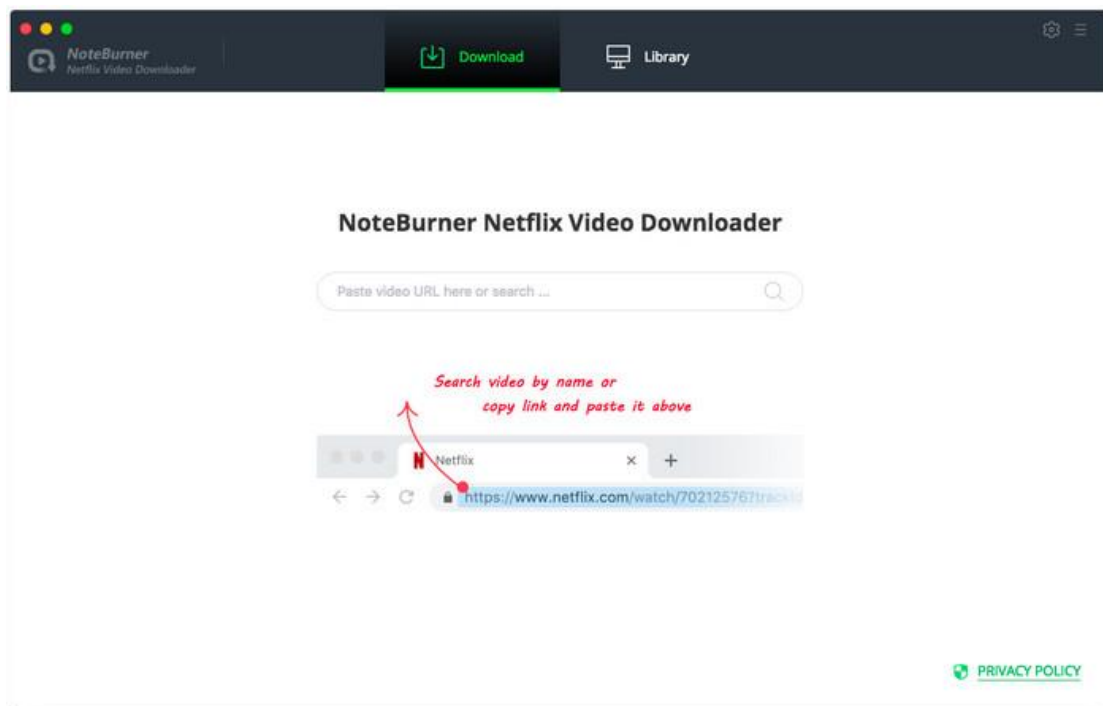 NoteBurner
Netflix Video Downloader
Download
Library
NoteBurner Netflix Video Downloader
Paste video URL here or search ...
Search video by name or
copy link and paste it above
N Netflix
https://www.netflix.com/watch/70212576?trackId
PRIVACY POLICY